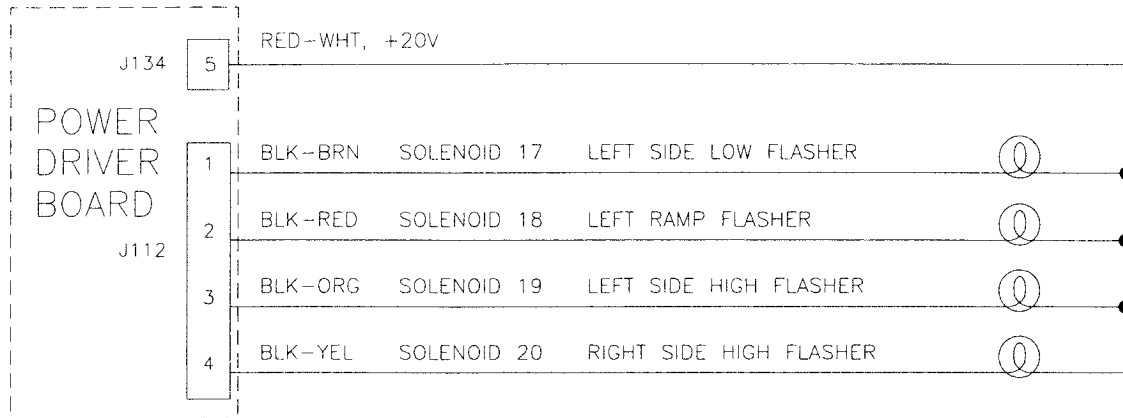 RED-WHT, +20V
J134 5
POWER
DRIVER
BOARD
J112
1 BLK-BRN SOLENOID 17 LEFT SIDE LOW FLASHER
2 BLK-RED SOLENOID 18 LEFT RAMP FLASHER
3 BLK-ORG SOLENOID 19 LEFT SIDE HIGH FLASHER
4 BLK-YEL SOLENOID 20 RIGHT SIDE HIGH FLASHER